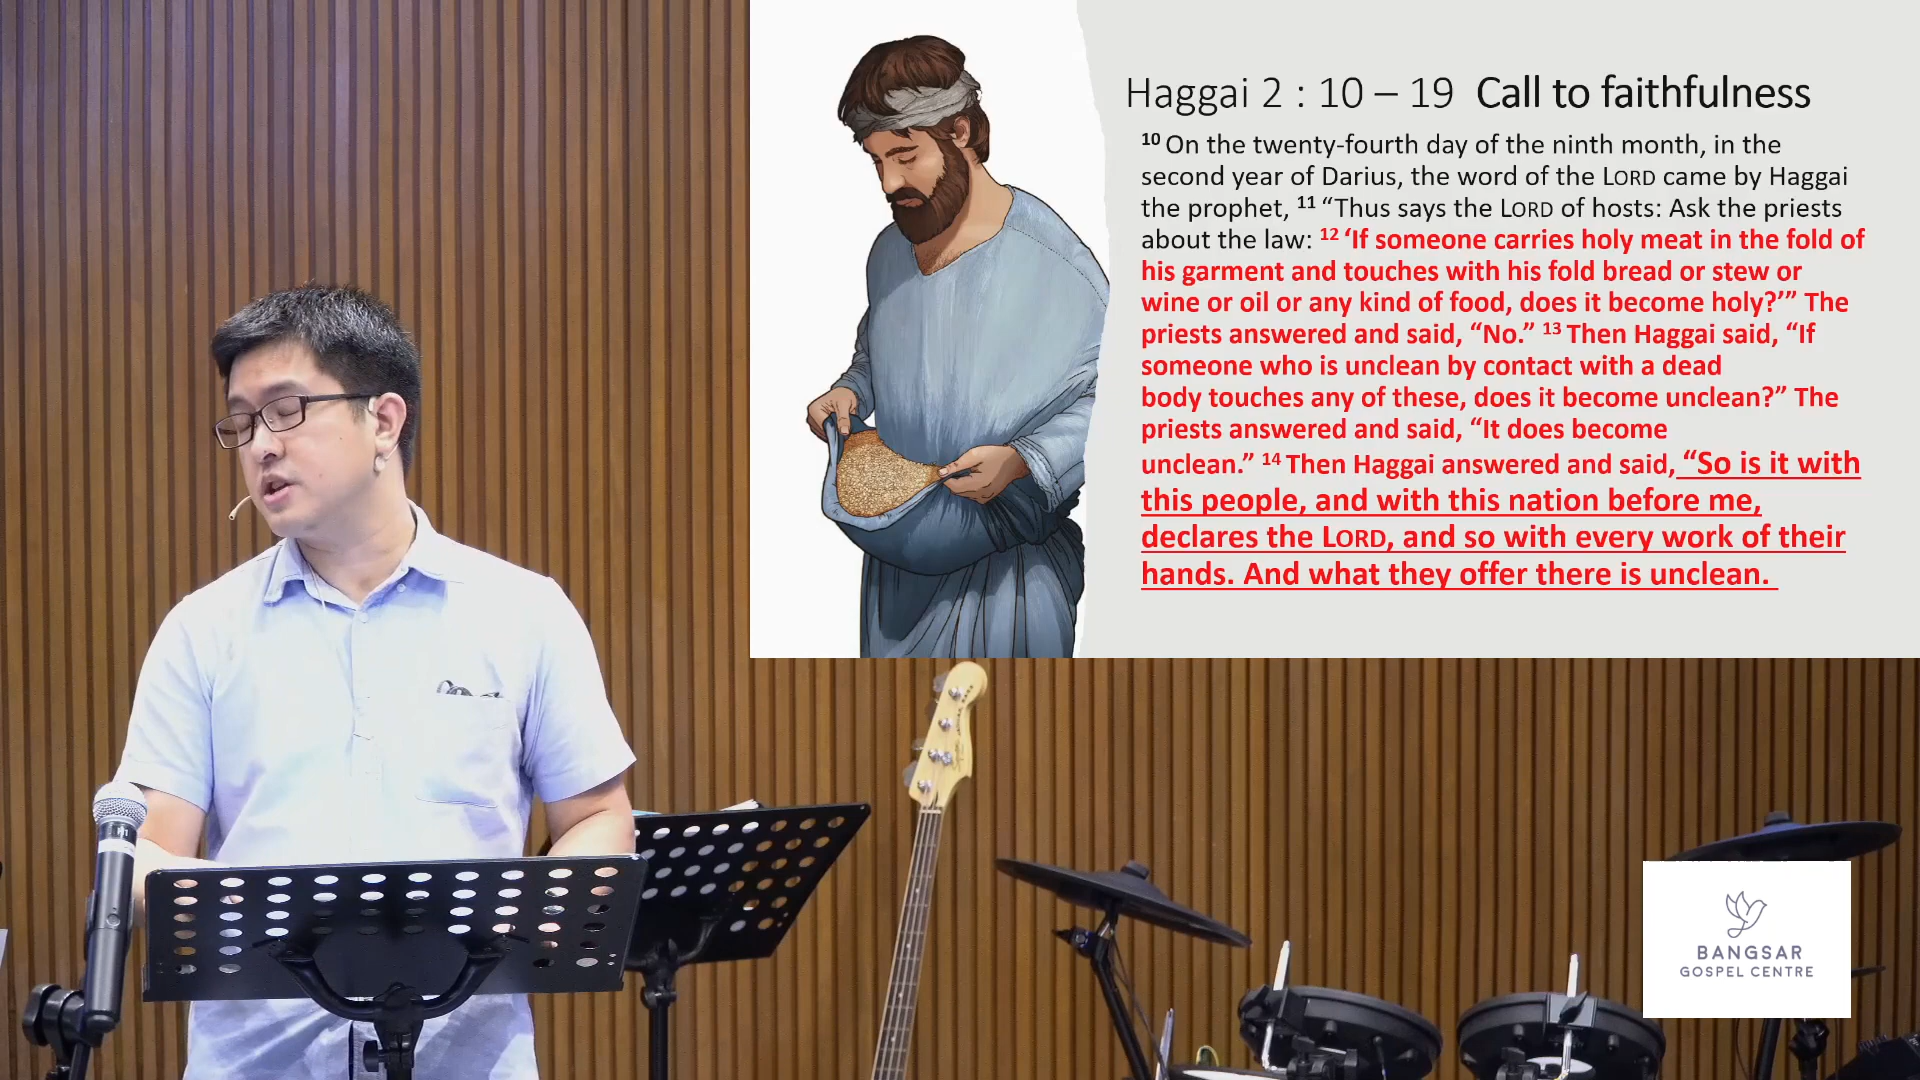 Haggai 2 : 10 – 19 Call to faithfulness
10 On the twenty-fourth day of the ninth month, in the
second year of Darius, the word of the LORD came by Haggai
the prophet, 11 “Thus says the LORD of hosts: Ask the priests
about the law: 12 ‘If someone carries holy meat in the fold of
his garment and touches with his fold bread or stew or
wine or oil or any kind of food, does it become holy?’” The
priests answered and said, “No.” 13 Then Haggai said, “If
someone who is unclean by contact with a dead
body touches any of these, does it become unclean?” The
priests answered and said, “It does become
unclean.” 14 Then Haggai answered and said, “So is it with
this people, and with this nation before me,
declares the LORD, and so with every work of their
hands. And what they offer there is unclean.
BANGSAR
GOSPEL CENTRE